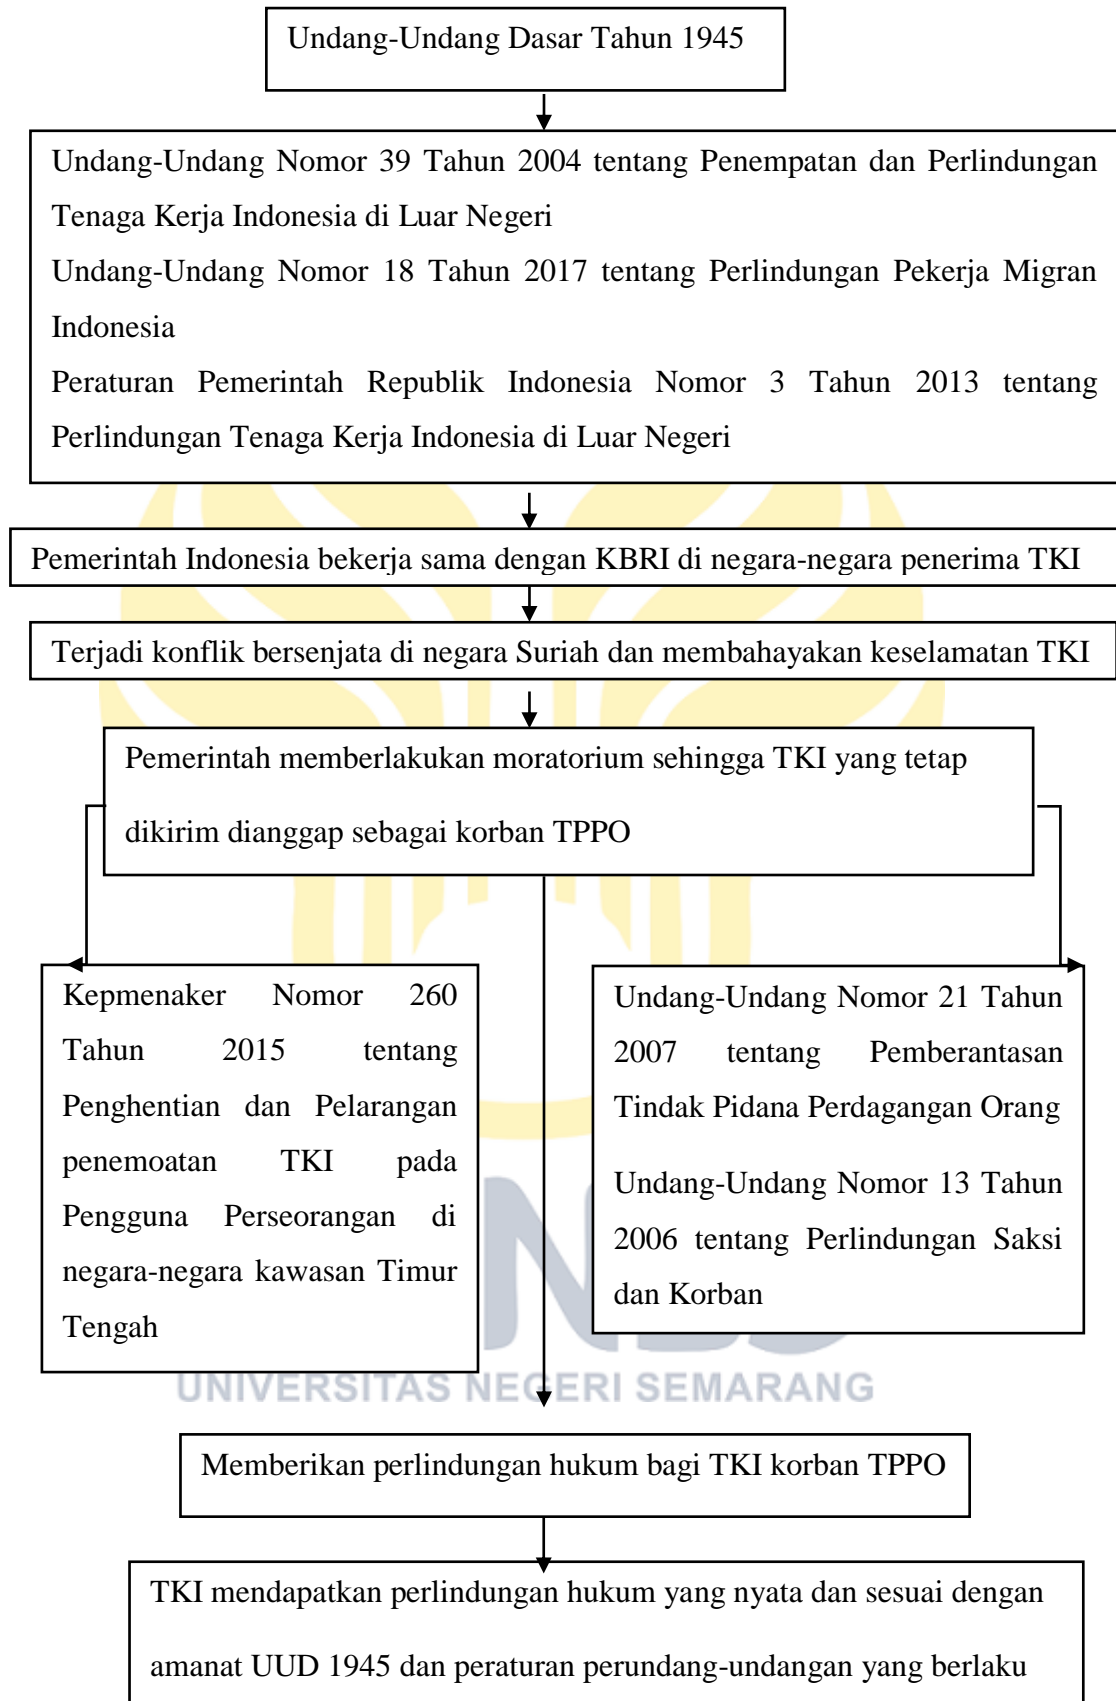 Undang-Undang Dasar Tahun 1945
Undang-Undang Nomor 39 Tahun 2004 tentang Penempatan dan Perlindungan
Tenaga Kerja Indonesia di Luar Negeri
Undang-Undang Nomor 18 Tahun 2017 tentang Perlindungan Pekerja Migran
Indonesia
Peraturan Pemerintah Republik Indonesia Nomor 3 Tahun 2013 tentang
Perlindungan Tenaga Kerja Indonesia di Luar Negeri
Pemerintah Indonesia bekerja sama dengan KBRI di negara-negara penerima TKI
Terjadi konflik bersenjata di negara Suriah dan membahayakan keselamatan TKI
Pemerintah memberlakukan moratorium sehingga TKI yang tetap
dikirim dianggap sebagai korban TPPO
Kepmenaker Nomor 260
Tahun 2015 tentang
Penghentian dan Pelarangan
penemoatan TKI pada
Pengguna Perseorangan di
negara-negara kawasan Timur
Tengah
Undang-Undang Nomor 21 Tahun
2007 tentang Pemberantasan
Tindak Pidana Perdagangan Orang
Undang-Undang Nomor 13 Tahun
2006 tentang Perlindungan Saksi
dan Korban
UNIVERSITAS NEGERI SEMARANG
Memberikan perlindungan hukum bagi TKI korban TPPO
TKI mendapatkan perlindungan hukum yang nyata dan sesuai dengan
amanat UUD 1945 dan peraturan perundang-undangan yang berlaku